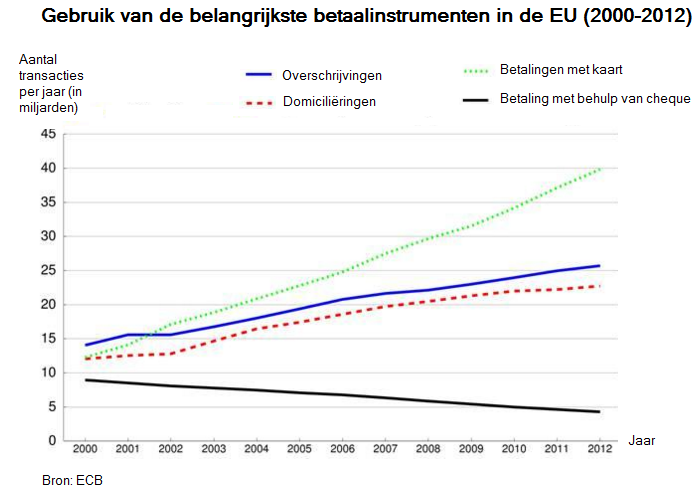 Gebruik van de belangrijkste betaalinstrumenten in de EU (2000-2012)
Aantal
transacties
per jaar (in
miljarden)
Overschrijvingen
Domiciliëringen
Betalingen met kaart
Betaling met behulp van cheque
45
40
35
30
25
20
15
10
5
0
2000 2001 2002 2003 2004 2005 2006 2007 2008 2009 2010 2011 2012
Jaar
Bron: ECB